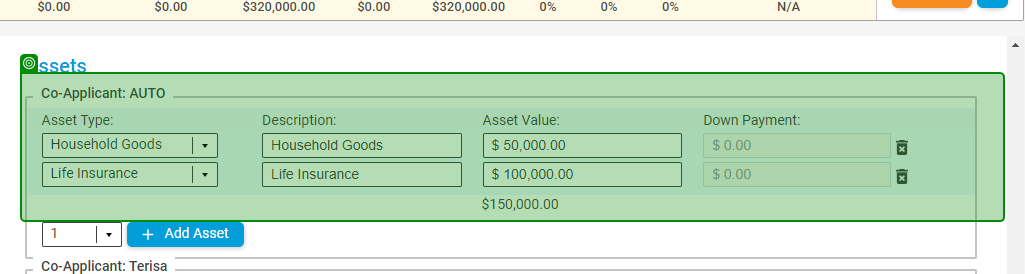 $0.00 $0.00 $320,000.00 $0.00 $320,000.00 0% 0% 0% N/A
ssets
Co-Applicant: AUTO
Asset Type: Description: Asset Value: Down Payment:
Household Goods Household Goods $ 50,000.00 $ 0.00
Life Insurance Life Insurance $ 100,000.00 $ 0.00
$150,000.00
1 + Add Asset
Co-Applicant: Terisa